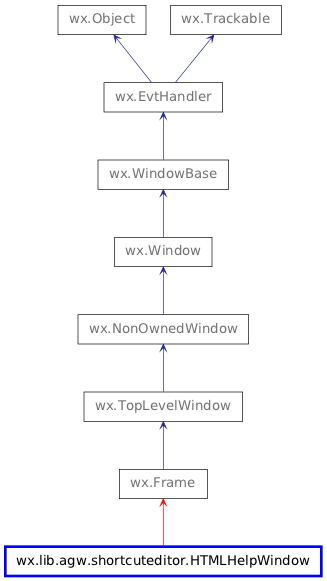 wx.Object
wx.Trackable
wx.EvtHandler
wx.WindowBase
wx.Window
wx.NonOwnedWindow
wx.TopLevelWindow
wx.Frame
wx.lib.agw.shortcuteditor.HTMLHelpWindow